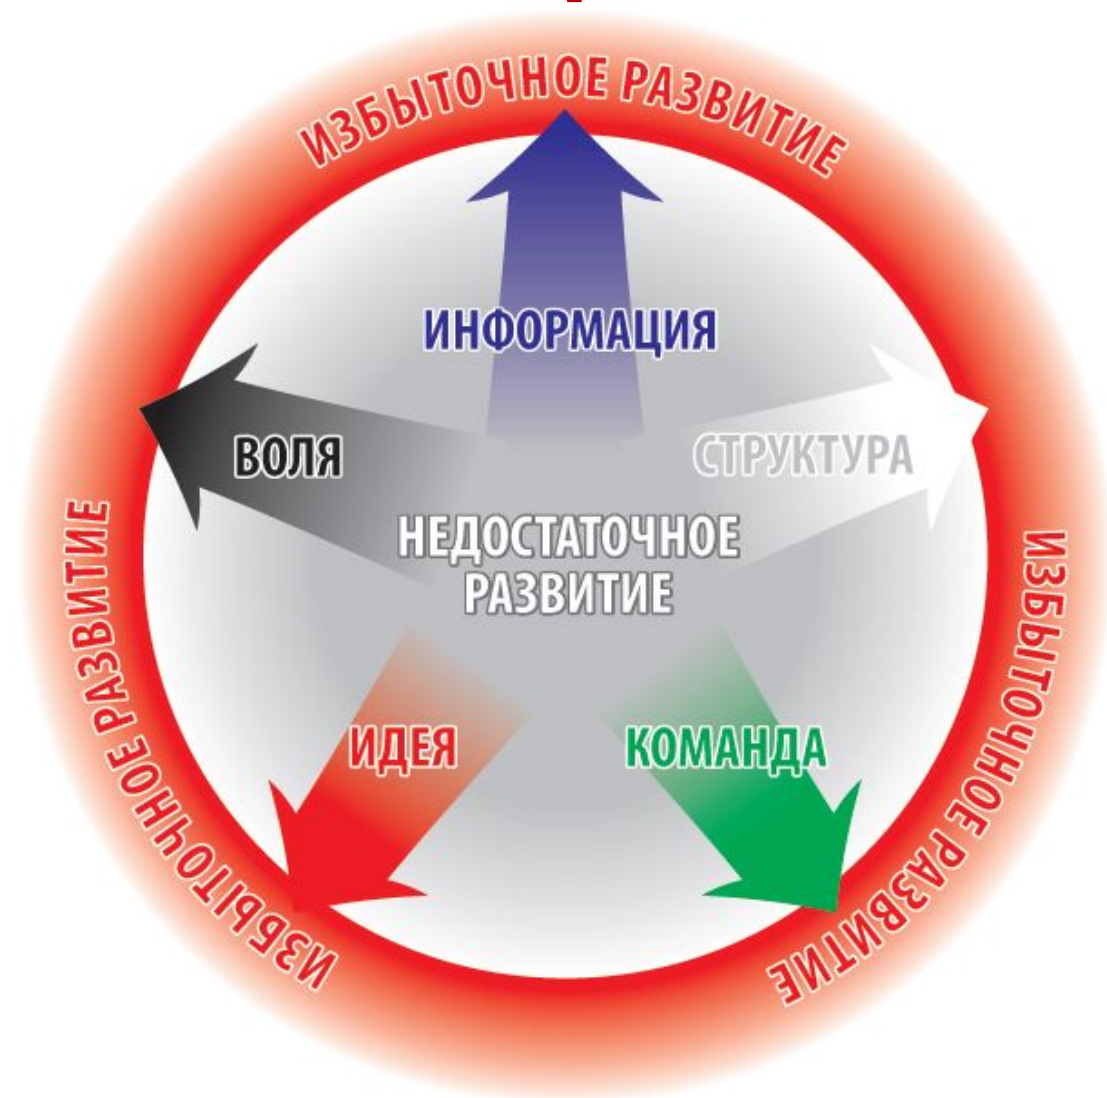 ИЗБЫТОЧНОЕ РАЗВИТИЕ
ИНФОРМАЦИЯ
ВОЛЯ
СТРУКТУРА
НЕДОСТАТОЧНОЕ
РАЗВИТИЕ
ИЗБЫТОЧНОЕ РАЗВИТИЕ
ИЗБЫТОЧНОЕ РАЗВИТИЕ
ИДЕЯ
КОМАНДА